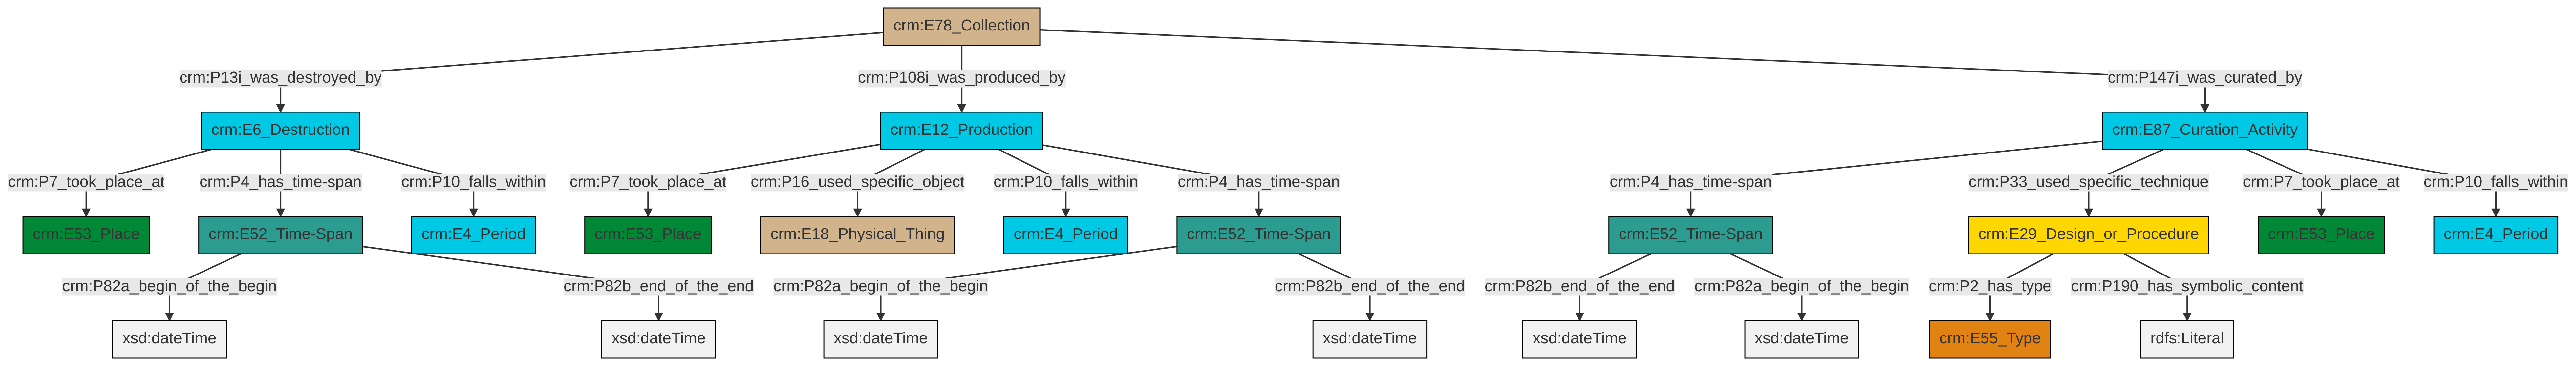 crm:E78_Collection
crm:P13i_was_destroyed_by
crm:P108i_was_produced_by
crm:P147i_was_curated_by
crm:E6_Destruction
crm:E12_Production
crm:E87_Curation_Activity
crm:P7_took_place_at
crm:P4_has_time-span
crm:P10_falls_within
crm:P7_took_place_at
crm:P16_used_specific_object
crm:P10_falls_within
crm:P4_has_time-span
crm:P4_has_time-span
crm:P33_used_specific_technique
crm:P7_took_place_at
crm:P10_falls_within
crm:E53_Place
crm:E52_Time-Span
crm:E4_Period
crm:E53_Place
crm:E18_Physical_Thing
crm:E4_Period
crm:E52_Time-Span
crm:E52_Time-Span
crm:E29_Design_or_Procedure
crm:E53_Place
crm:E4_Period
crm:P82a_begin_of_the_begin
crm:P82b_end_of_the_end
crm:P82a_begin_of_the_begin
crm:P82b_end_of_the_end
crm:P82b_end_of_the_end
crm:P82a_begin_of_the_begin
crm:P2_has_type
crm:P190_has_symbolic_content
xsd:dateTime
xsd:dateTime
xsd:dateTime
xsd:dateTime
xsd:dateTime
xsd:dateTime
crm:E55_Type
rdfs:Literal